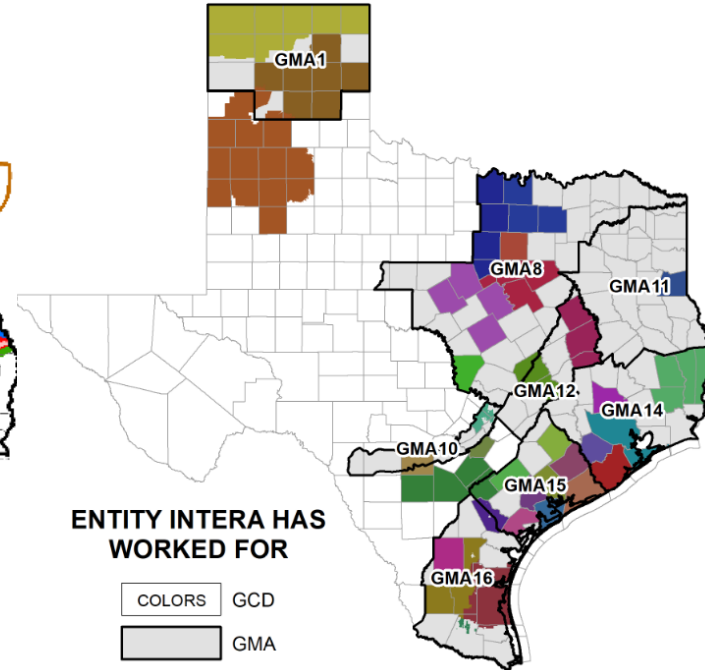 GMA1
GMA8
GMA11
GMA12
GMA14
GMA10
GMA15
GMA16
ENTITY INTERA HAS
WORKED FOR
COLORS GCD
GMA